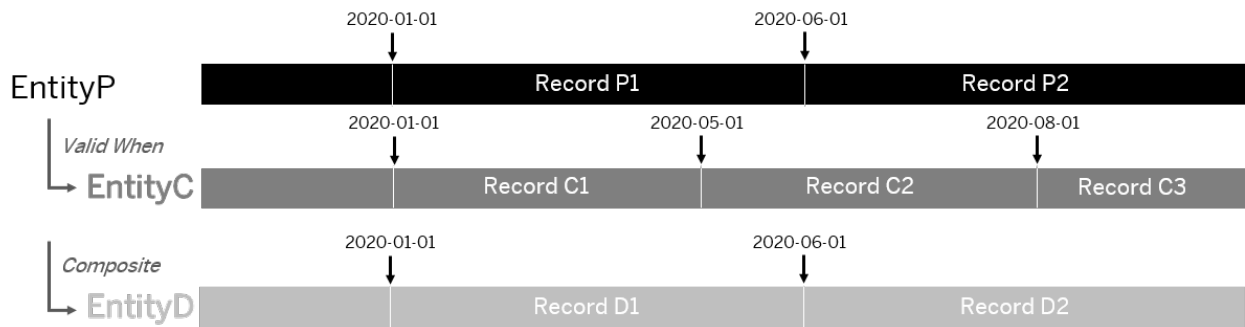 2020-01-01 2020-06-01
EntityP Record P1 Record P2
2020-01-01 2020-05-01 2020-08-01
Valid When
EntityC Record C1 Record C2 Record C3
2020-01-01 2020-06-01
Composite
EntityD Record D1 Record D2